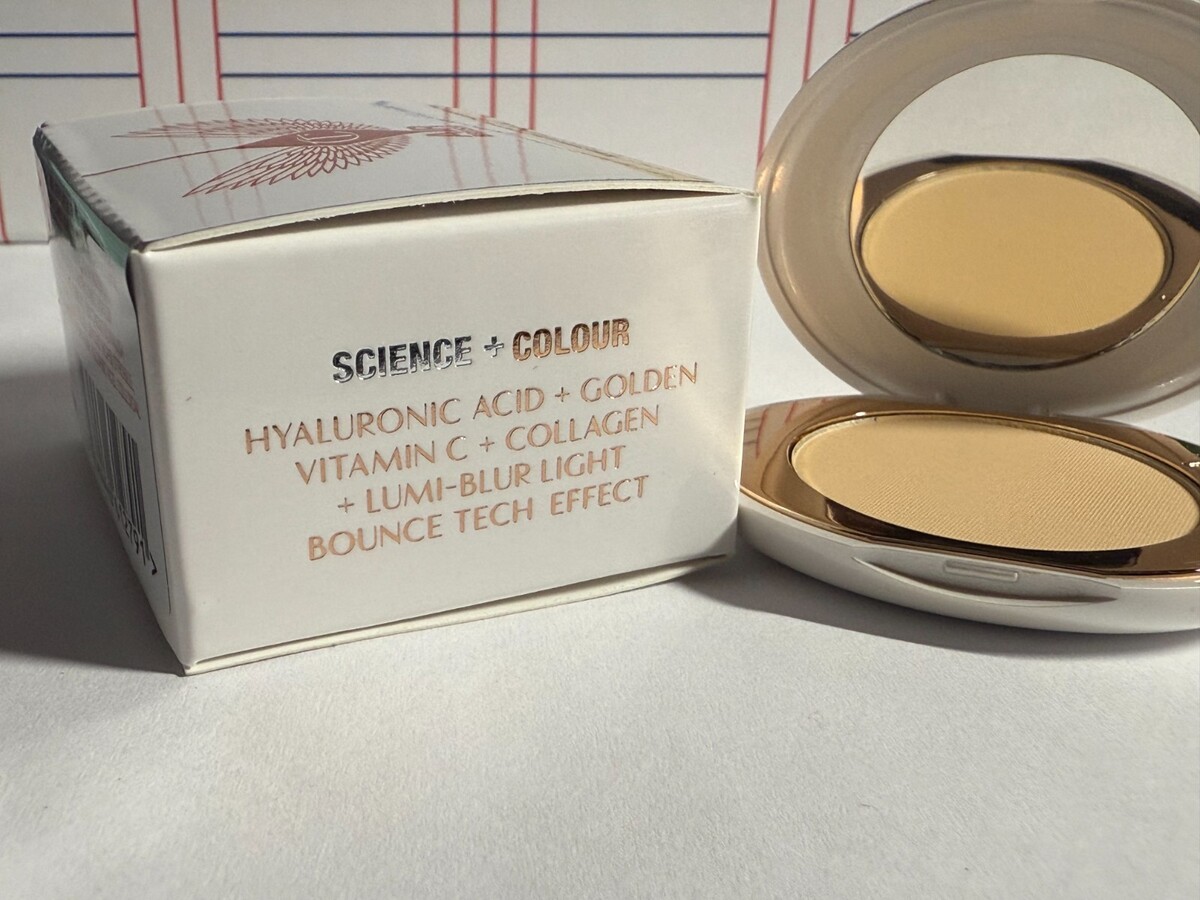 SCIENCE + COLOUR
HYALURONIC ACID + GOLDEN
VITAMIN C + COLLAGEN
+ LUMI-BLUR LIGHT
BOUNCE TECH EFFECT